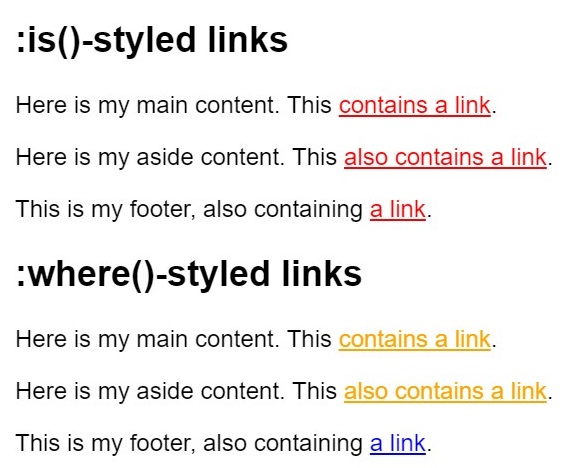 :is()-styled links
Here is my main content. This contains a link.
Here is my aside content. This also contains a link.
This is my footer, also containing a link.
:where()-styled links
Here is my main content. This contains a link.
Here is my aside content. This also contains a link.
This is my footer, also containing a link.